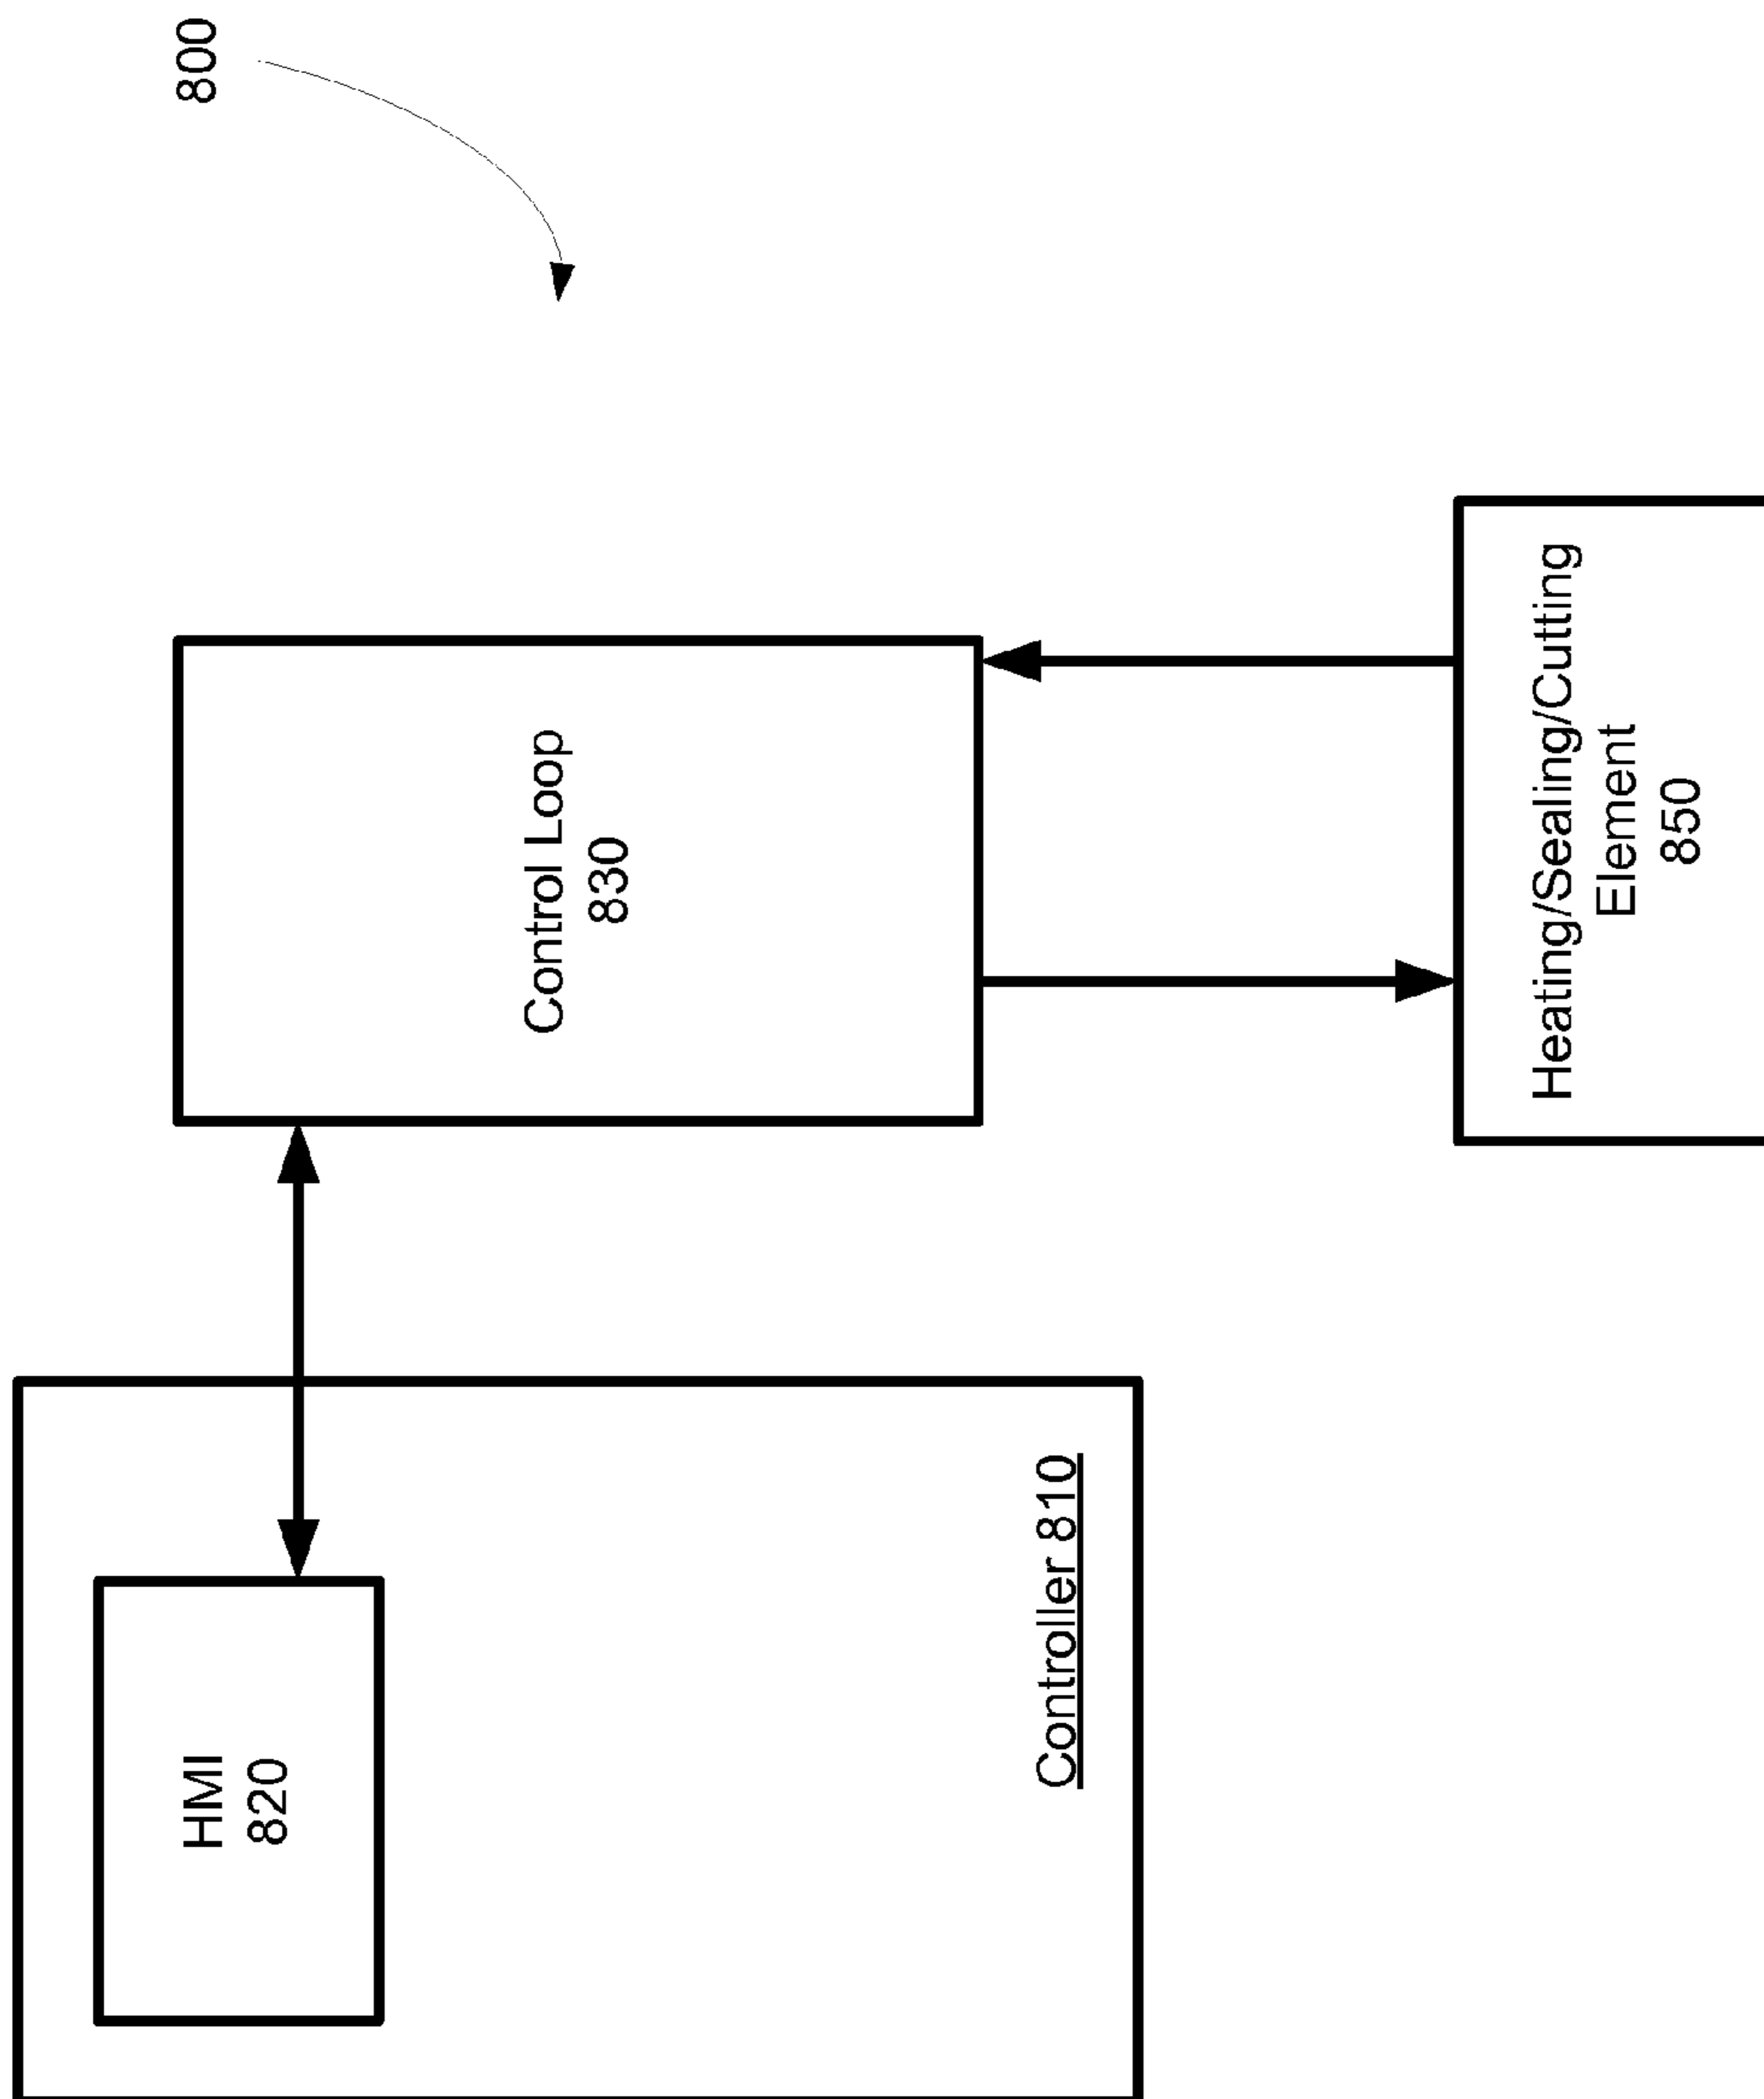 800
HMI
820
Controller 810
Control Loop
830
Heating/Sealing/Cutting
Element
850